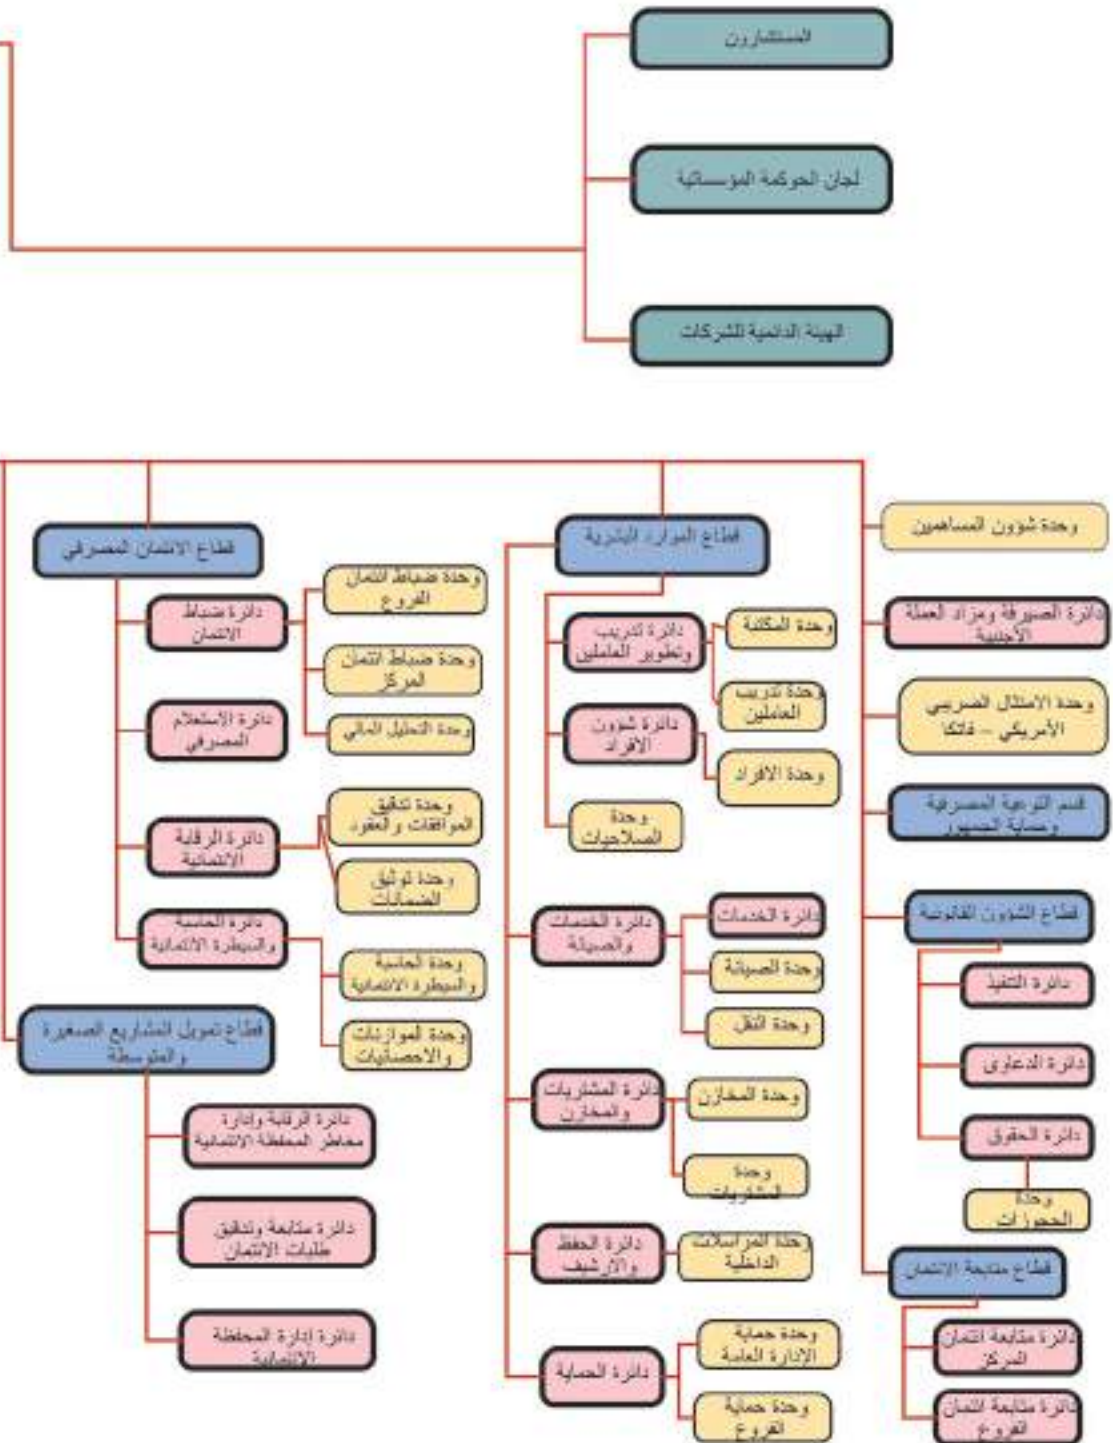 المستشارون
لجان الحوكمة المؤسساتية
الهيئة الدائمية للشركات
وحدة شؤون المساهمين
دائرة الصيرفة ومزاد العملة
الأجنبية
وحدة الامتثال الضريبي
الأمريكي – فاتكا
قسم التوعية المصرفية
وحماية الجمهور
قطاع الشؤون القانونية
دائرة التنفيذ
دائرة الدعاوى
دائرة الحقوق
وحدة
الحجوزات
قطاع متابعة الائتمان
دائرة متابعة ائتمان
المركز
دائرة متابعة ائتمان
الفروع
قطاع الموارد البشرية
دائرة تدريب
وتطوير العاملين
وحدة المكتبة
وحدة تدريب
العاملين
دائرة شؤون
الافراد
وحدة الافراد
وحدة
الصلاحيات
دائرة الخدمات
والصيانة
دائرة الخدمات
وحدة الصيانة
وحدة النقل
دائرة المشتريات
والمخازن
وحدة المخازن
وحدة
لمشتريات
دائرة الحفظ
والارشيف
وحدة المراسلات
الداخلية
دائرة الحماية
وحدة حماية
الإدارة العامة
وحدة حماية
الفروع
قطاع الائتمان المصرفي
دائرة ضباط
الائتمان
وحدة ضباط ائتمان
الفروع
وحدة ضباط ائتمان
المركز
وحدة التحليل المالي
دائرة الاستعلام
المصرفي
دائرة الرقابة
الائتمانية
وحدة تدقيق
الموافقات والعقود
وحدة توثيق
الضمانات
دائرة الحاسبة
والسيطرة الائتمانية
وحدة الحاسبة
والسيطرة الائتمانية
وحدة الموازنات
والاحصائيات
قطاع تمويل المشاريع الصغيرة
والمتوسطة
دائرة الرقابة وإدارة
مخاطر المحفظة الائتمانية
دائرة متابعة وتدقيق
طلبات الائتمان
دائرة إدارة المحفظة
الائتمانية